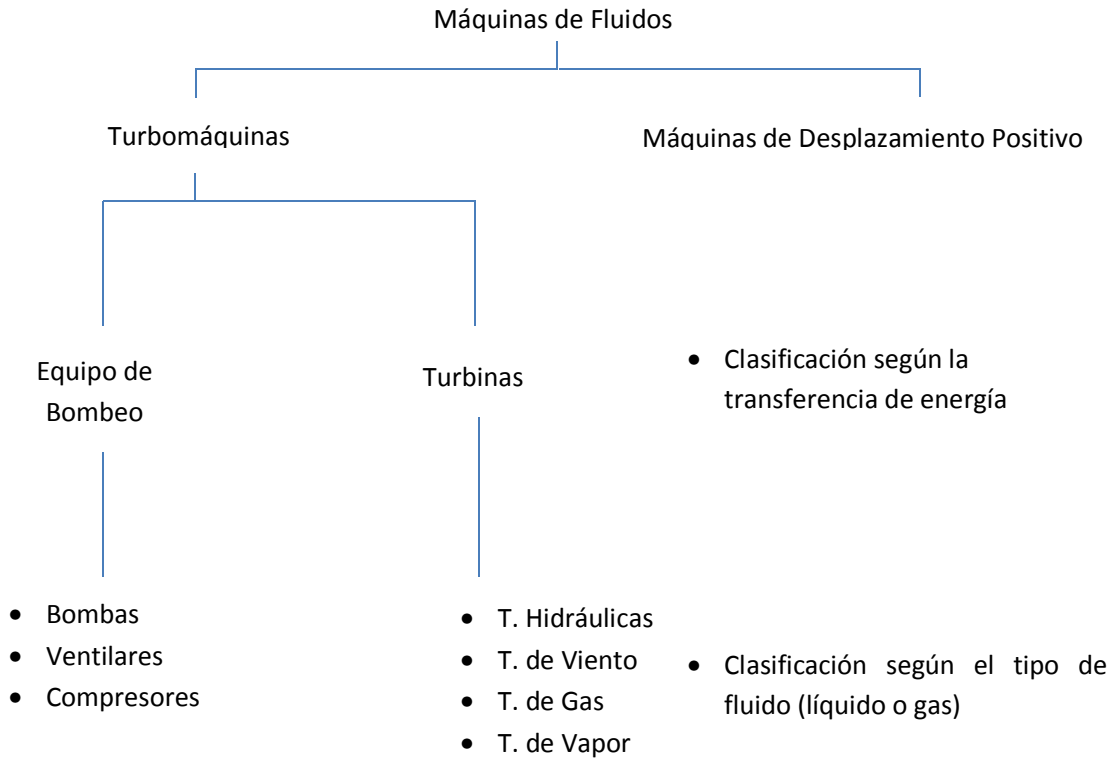 Máquinas de Fluidos
Turbomáquinas
Máquinas de Desplazamiento Positivo
Equipo de
Bombeo
Turbinas
• Clasificación según la
transferencia de energía
• Bombas
• Ventilares
• Compresores
• T. Hidráulicas
• T. de Viento
• T. de Gas
• T. de Vapor
• Clasificación según el tipo de
fluido (líquido o gas)